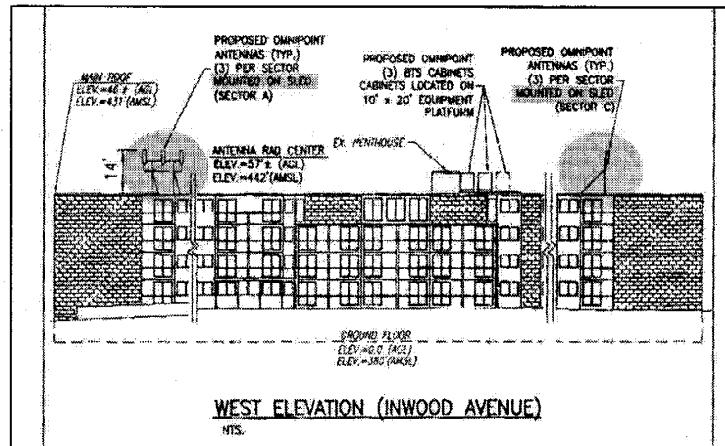 PROPOSED OMNIPOINT
ANTENNAS (TYP.)
(3) PER SECTOR
MOUNTED ON SLED
(SECTOR A)
MAIN ROOF
ELEV.=46'± (AGL)
ELEV.=431'(AMSL)
PROPOSED OMNIPOINT
(3) BTS CABINETS
CABINETS LOCATED ON
10' x 20' EQUIPMENT
PLATFORM
PROPOSED OMNIPOINT
ANTENNAS (TYP.)
(3) PER SECTOR
MOUNTED ON SLED
(SECTOR C)
14'
ANTENNA RAD CENTER
ELEV.=57'± (AGL)
ELEV.=442'(AMSL)
EX. PENTHOUSE
GROUND FLOOR
ELEV.=0.0 (AGL)
ELEV.=380'(AMSL)
WEST ELEVATION (INWOOD AVENUE)
NTS.